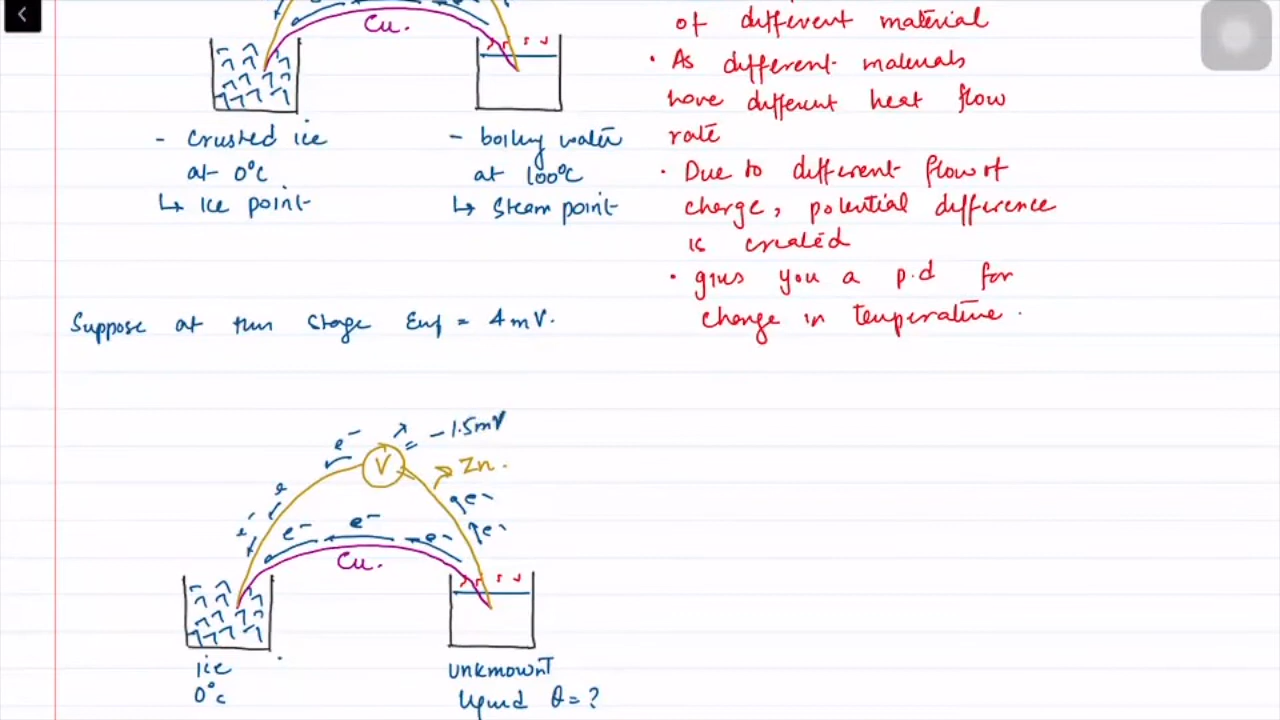 Cu.
of different material
· As different materials
have different heat flow
rate
· Due to different flow of
charge, potential difference
is created
· gives you a p.d for
change in temperature.
- Crusted ice
at 0°c
↳ Ice point
- boiling water
at 100°c
↳ Steam point
Suppose at this stage Emf = 4mV.
e⁻
= -1.5mV
V
→ Zn.
e
e⁻
e⁻
e⁻
e⁻
e⁻
e⁻
Cu.
ice
0°c
unknown T
liquid θ = ?